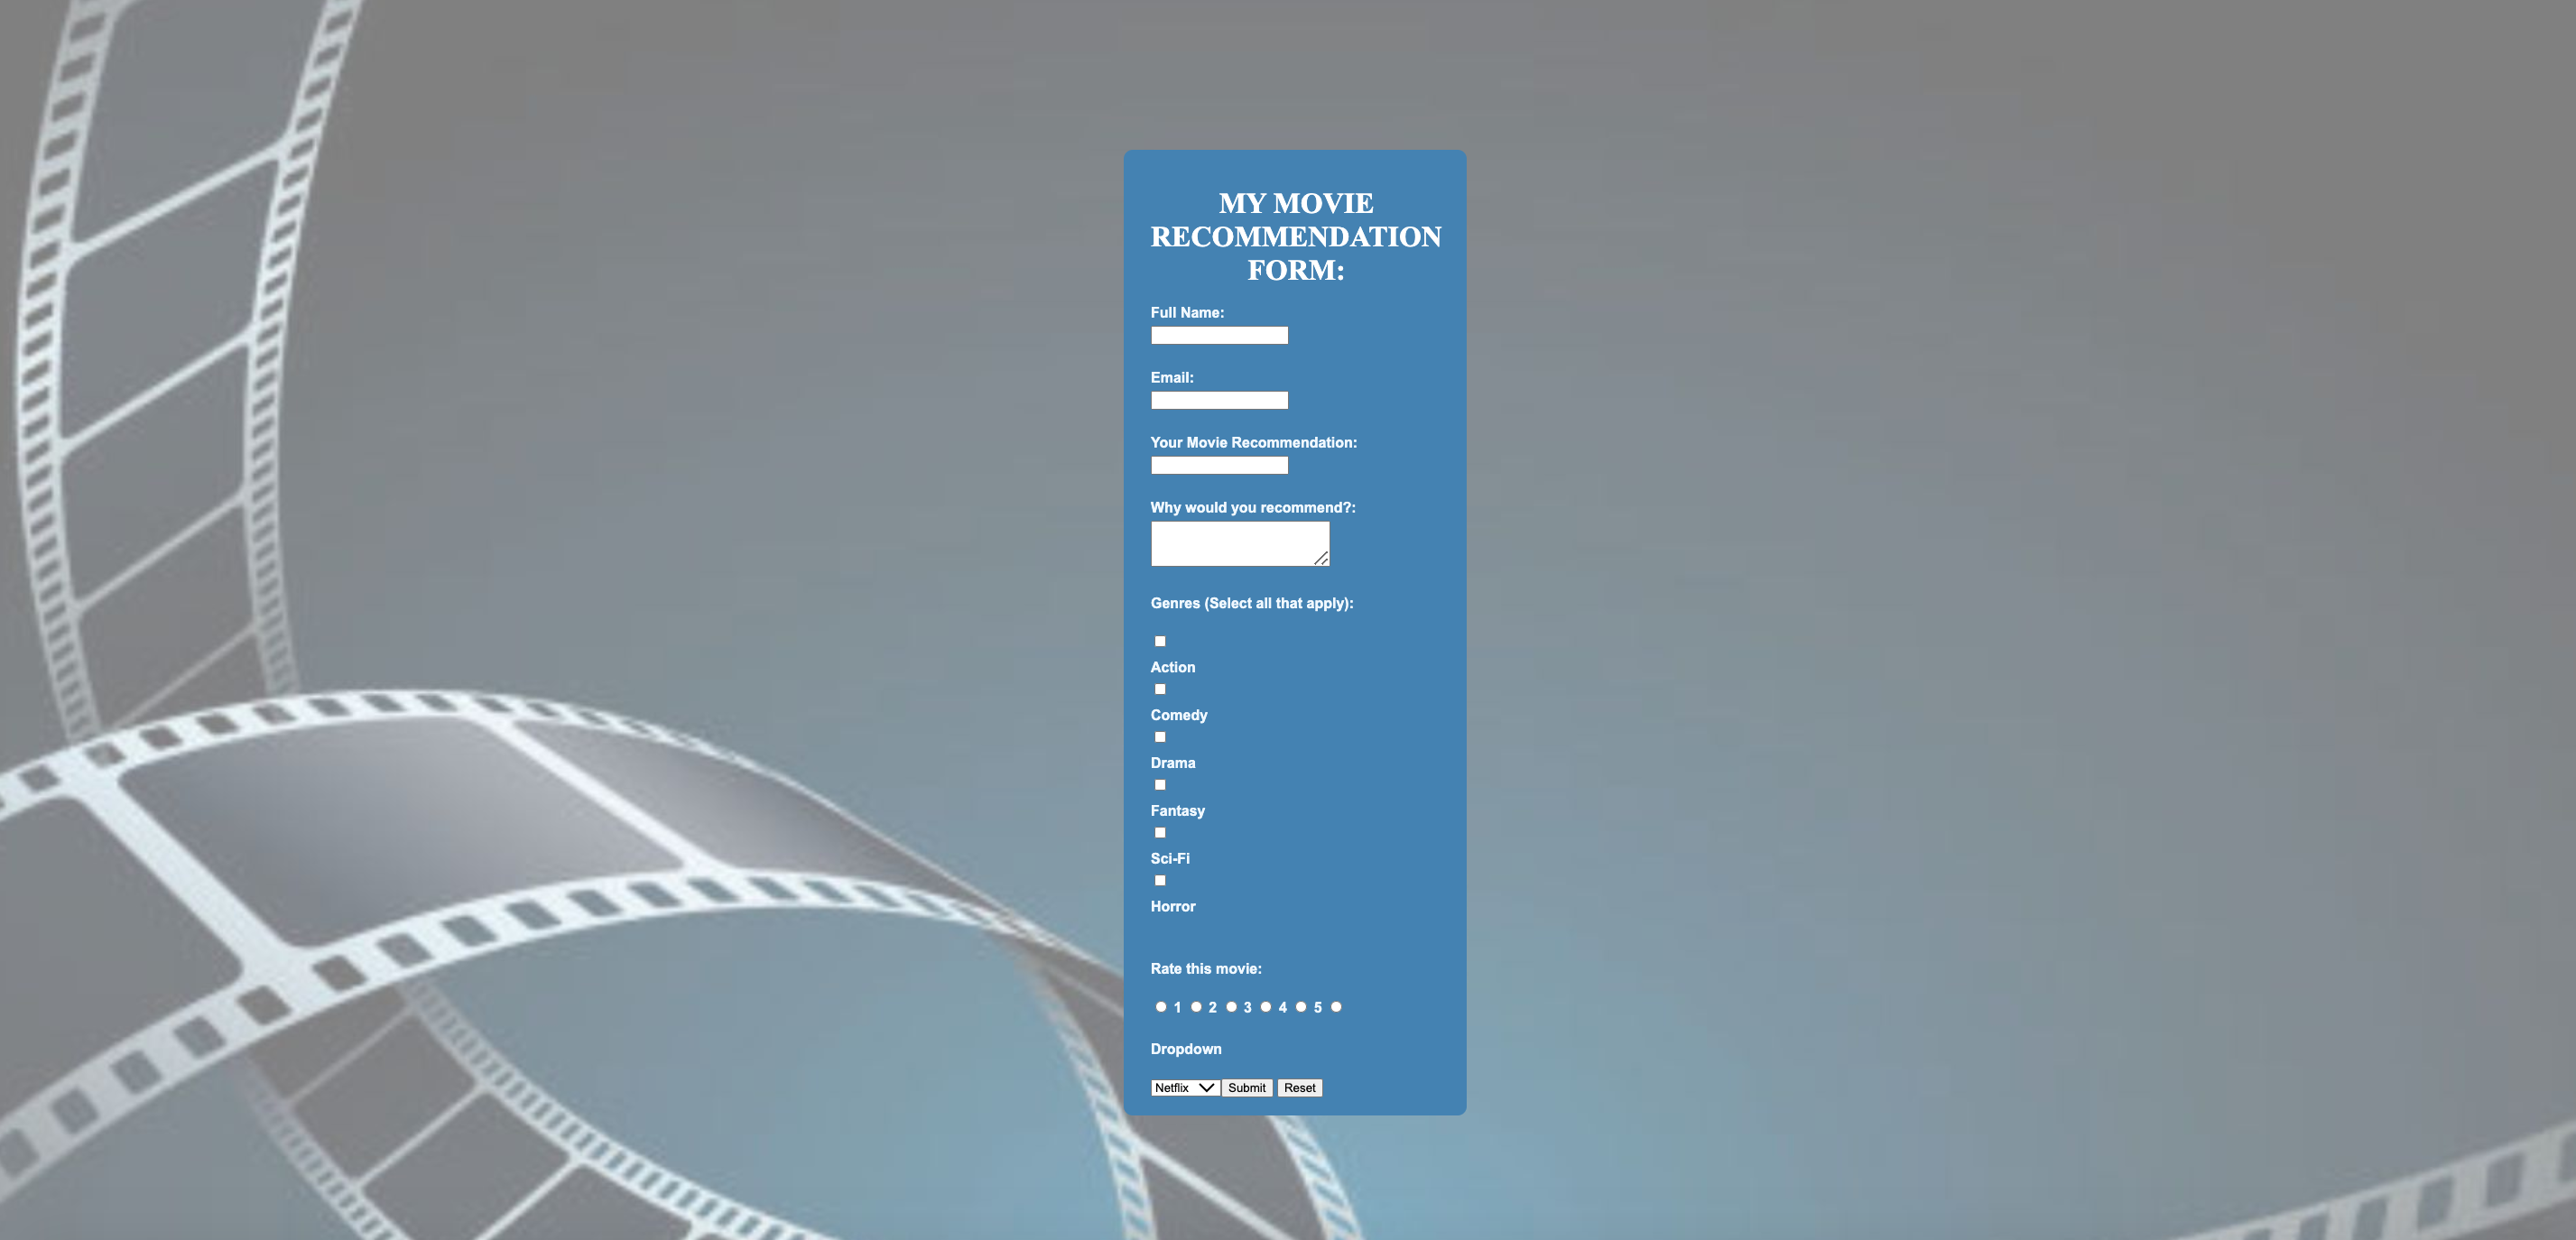 MY MOVIE
RECOMMENDATION
FORM:
Full Name:
Email:
Your Movie Recommendation:
Why would you recommend?:
Genres (Select all that apply):
Action
Comedy
Drama
Fantasy
Sci-Fi
Horror
Rate this movie:
1 2 3 4 5
Dropdown
Netflix Submit Reset